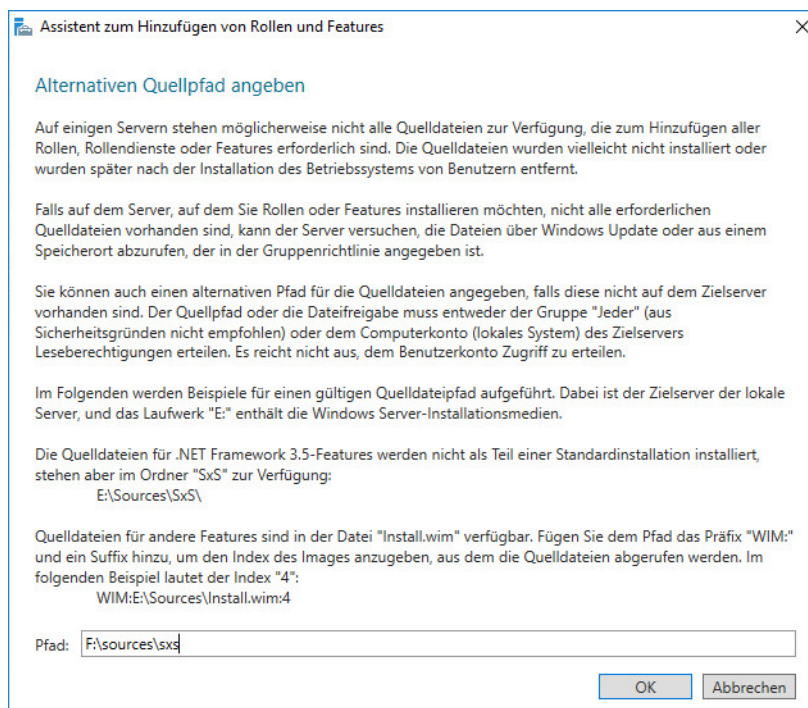 Assistent zum Hinzufügen von Rollen und Features
Alternativen Quellpfad angeben
Auf einigen Servern stehen möglicherweise nicht alle Quelldateien zur Verfügung, die zum Hinzufügen aller
Rollen, Rollendienste oder Features erforderlich sind. Die Quelldateien wurden vielleicht nicht installiert oder
wurden später nach der Installation des Betriebssystems von Benutzern entfernt.
Falls auf dem Server, auf dem Sie Rollen oder Features installieren möchten, nicht alle erforderlichen
Quelldateien vorhanden sind, kann der Server versuchen, die Dateien über Windows Update oder aus einem
Speicherort abzurufen, der in der Gruppenrichtlinie angegeben ist.
Sie können auch einen alternativen Pfad für die Quelldateien angegeben, falls diese nicht auf dem Zielserver
vorhanden sind. Der Quellpfad oder die Dateifreigabe muss entweder der Gruppe "Jeder" (aus
Sicherheitsgründen nicht empfohlen) oder dem Computerkonto (lokales System) des Zielservers
Leseberechtigungen erteilen. Es reicht nicht aus, dem Benutzerkonto Zugriff zu erteilen.
Im Folgenden werden Beispiele für einen gültigen Quelldateipfad aufgeführt. Dabei ist der Zielserver der lokale
Server, und das Laufwerk "E:" enthält die Windows Server-Installationsmedien.
Die Quelldateien für .NET Framework 3.5-Features werden nicht als Teil einer Standardinstallation installiert,
stehen aber im Ordner "SxS" zur Verfügung:
E:\Sources\SxS\
Quelldateien für andere Features sind in der Datei "Install.wim" verfügbar. Fügen Sie dem Pfad das Präfix "WIM:"
und ein Suffix hinzu, um den Index des Images anzugeben, aus dem die Quelldateien abgerufen werden. Im
folgenden Beispiel lautet der Index "4":
WIM:E:\Sources\Install.wim:4
Pfad: F:\sources\sxs
OK Abbrechen